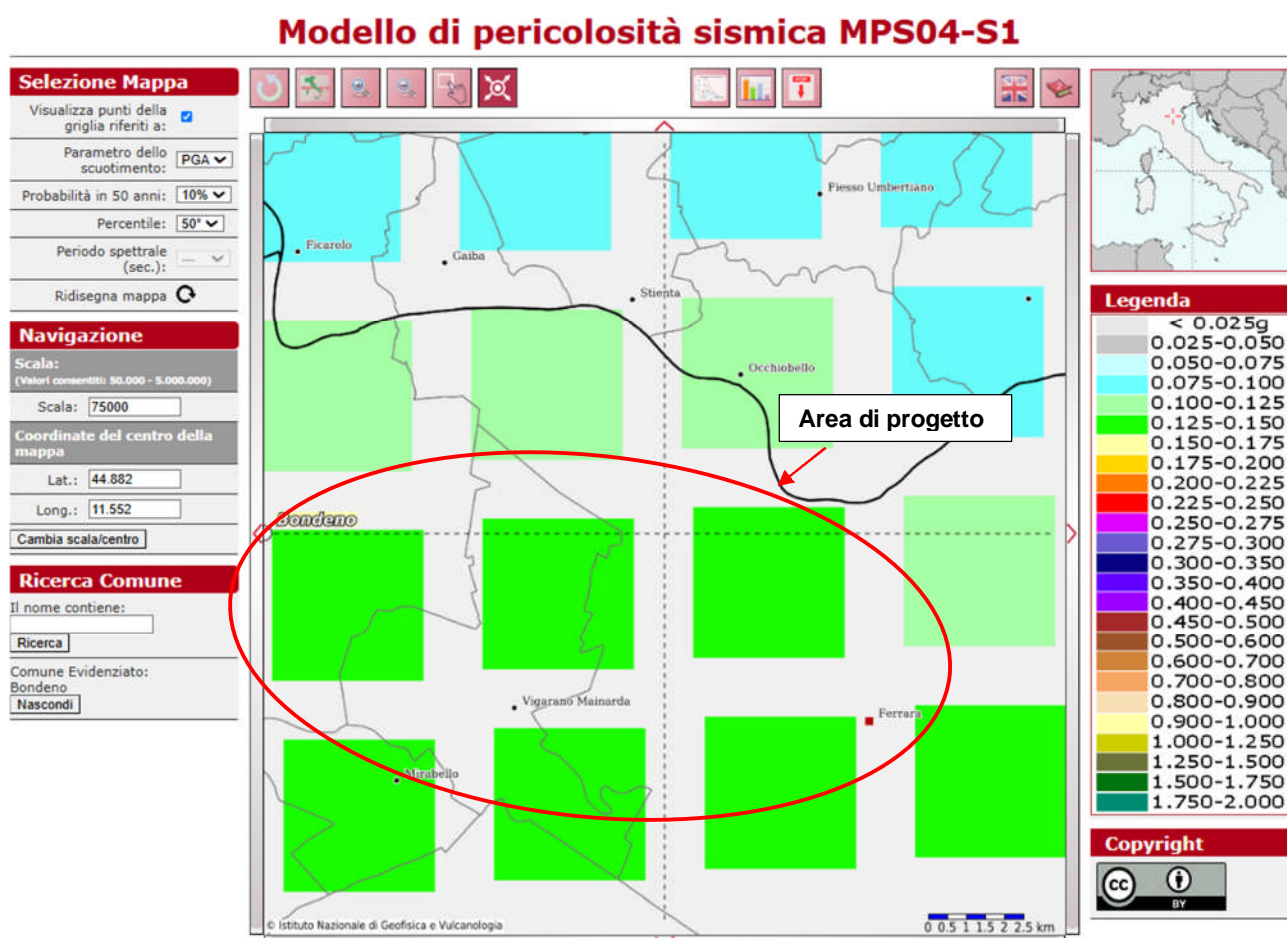 Modello di pericolosità sismica MPS04-S1
Selezione Mappa
Visualizza punti della
griglia riferiti a:
Parametro dello
scuotimento:
PGA
Probabilità in 50 anni:
10%
Percentile:
50°
Periodo spettrale
(sec.):
---
Ridisegna mappa
Navigazione
Scala:
(Valori consentiti: 50.000 - 5.000.000)
Scala: 75000
Coordinate del centro della
mappa
Lat.: 44.882
Long.: 11.552
Cambia scala/centro
Ricerca Comune
Il nome contiene:
Ricerca
Comune Evidenziato:
Bondeno
Nascondi
Fiesso Umbertiano
Ficarolo
Gaiba
Stienta
Occhiobello
Area di progetto
Bondeno
Vigarano Mainarda
Ferrara
Mirabello
© Istituto Nazionale di Geofisica e Vulcanologia
0 0.5 1 1.5 2 2.5 km
Legenda
< 0.025g
0.025-0.050
0.050-0.075
0.075-0.100
0.100-0.125
0.125-0.150
0.150-0.175
0.175-0.200
0.200-0.225
0.225-0.250
0.250-0.275
0.275-0.300
0.300-0.350
0.350-0.400
0.400-0.450
0.450-0.500
0.500-0.600
0.600-0.700
0.700-0.800
0.800-0.900
0.900-1.000
1.000-1.250
1.250-1.500
1.500-1.750
1.750-2.000
Copyright
cc
BY